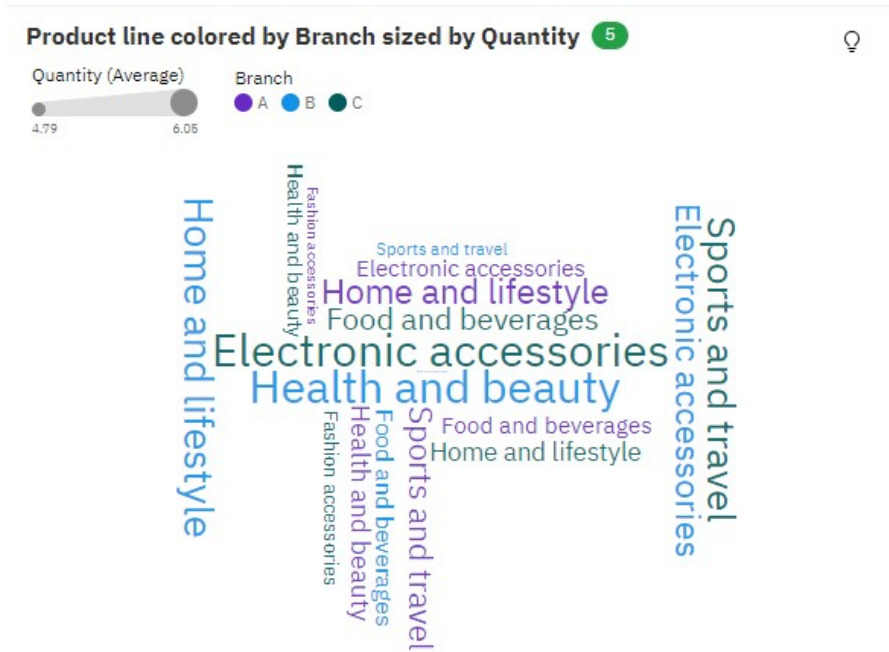 Product line colored by Branch sized by Quantity 5
Quantity (Average)
4.79 6.05
Branch
A B C
Home and lifestyle
Health and beauty
Fashion accessories
Sports and travel
Electronic accessories
Home and lifestyle
Food and beverages
Electronic accessories
Health and beauty
Fashion accessories
Health and beauty
Food and beverages
Sports and travel
Food and beverages
Home and lifestyle
Electronic accessories
Sports and travel